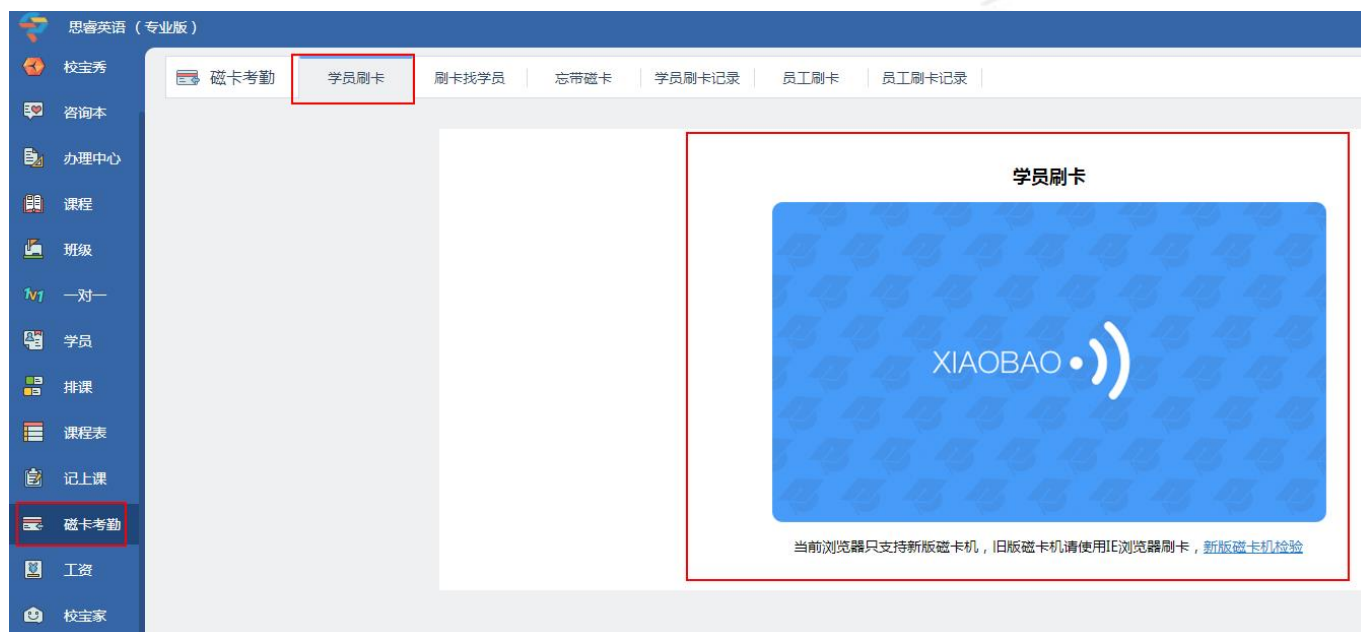 思睿英语（专业版）
校宝秀
咨询本
办理中心
课程
班级
1v1 一对一
学员
排课
课程表
记上课
磁卡考勤
工资
校宝家
磁卡考勤 学员刷卡 刷卡找学员 忘带磁卡 学员刷卡记录 员工刷卡 员工刷卡记录
学员刷卡
XIAOBAO
当前浏览器只支持新版磁卡机，旧版磁卡机请使用IE浏览器刷卡，新版磁卡机检验